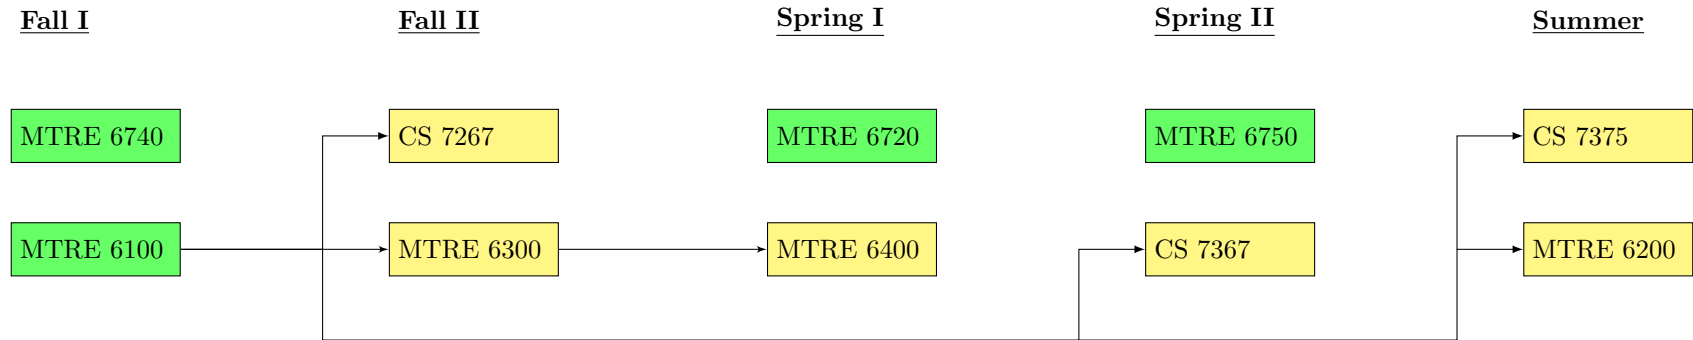 Fall I
Fall II
Spring I
Spring II
Summer
MTRE 6740
CS 7267
MTRE 6720
MTRE 6750
CS 7375
MTRE 6100
MTRE 6300
MTRE 6400
CS 7367
MTRE 6200